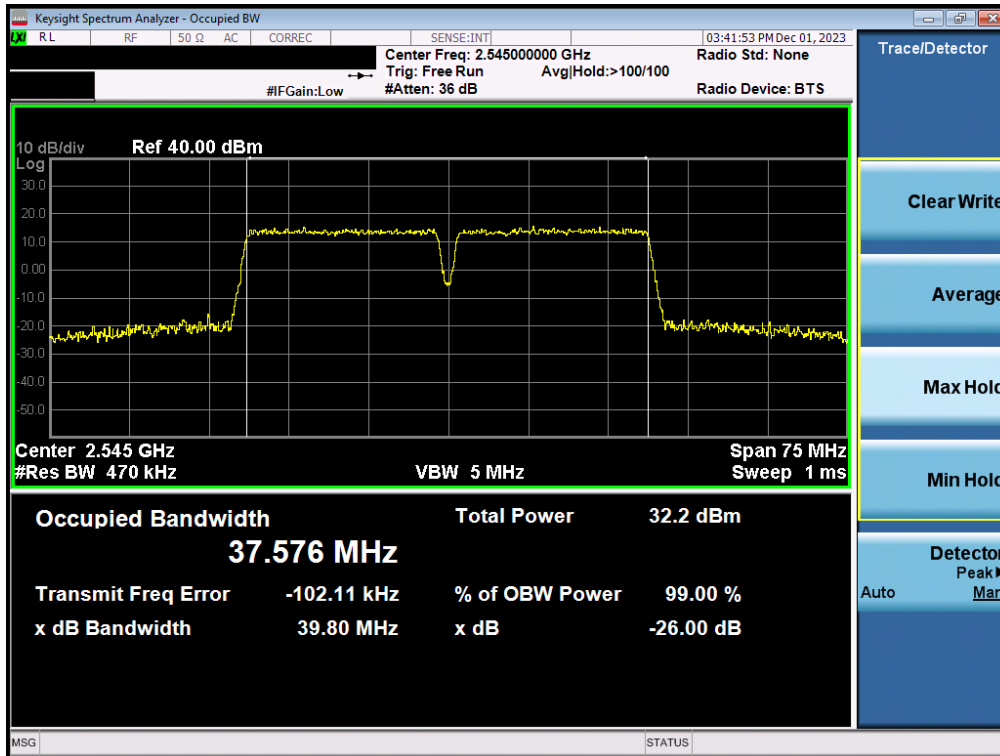 Keysight Spectrum Analyzer - Occupied BW
LXI RL RF 50 Ω AC CORREC SENSE:INT 03:41:53 PM Dec 01, 2023
Center Freq: 2.545000000 GHz Radio Std: None
Trig: Free Run Avg|Hold:>100/100
#IFGain:Low #Atten: 36 dB Radio Device: BTS
Trace/Detector
10 dB/div Ref 40.00 dBm
Log
30.0
20.0
10.0
0.00
-10.0
-20.0
-30.0
-40.0
-50.0
Center 2.545 GHz Span 75 MHz
#Res BW 470 kHz VBW 5 MHz Sweep 1 ms
Occupied Bandwidth Total Power 32.2 dBm
37.576 MHz
Transmit Freq Error -102.11 kHz % of OBW Power 99.00 %
x dB Bandwidth 39.80 MHz x dB -26.00 dB
Clear Write
Average
Max Hold
Min Hold
Detector
Peak
Auto Man
MSG STATUS